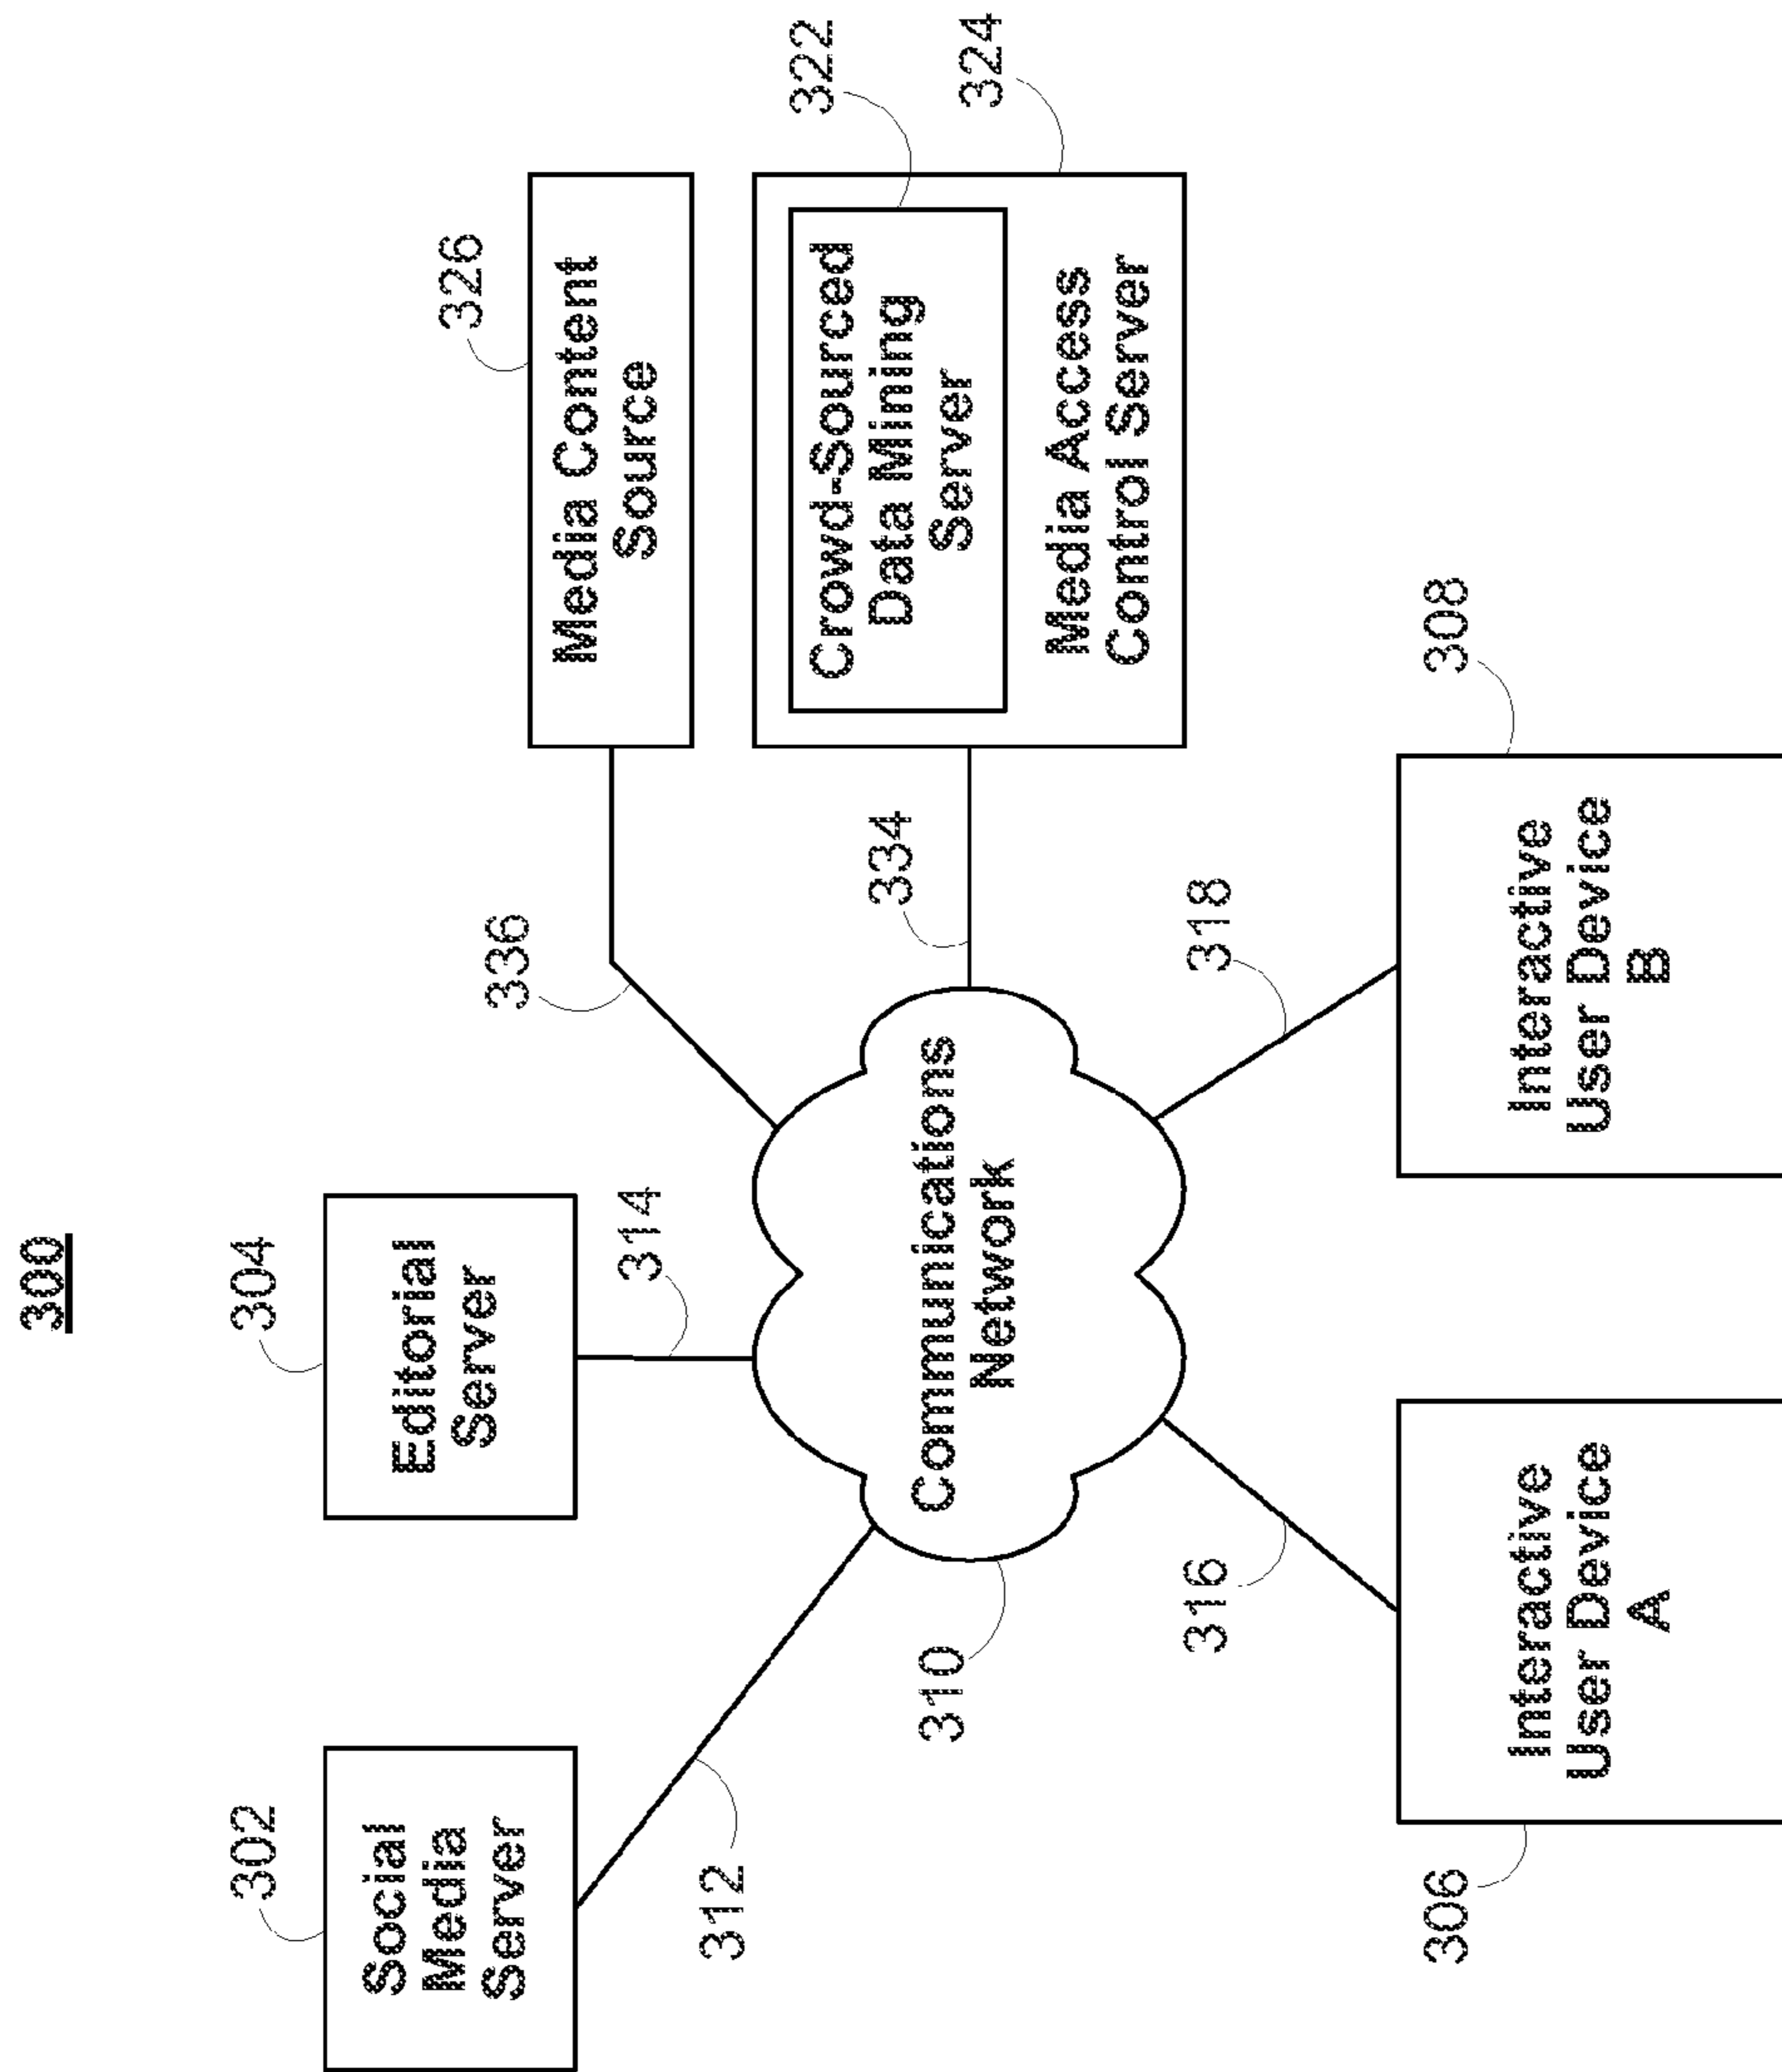 300
302
Social
Media
Server
304
Editorial
Server
326
Media Content
Source
322
324
Crowd-Sourced
Data Mining
Server
Media Access
Control Server
312
314
336
334
310
Communications
Network
316
318
306
Interactive
User Device
A
308
Interactive
User Device
B